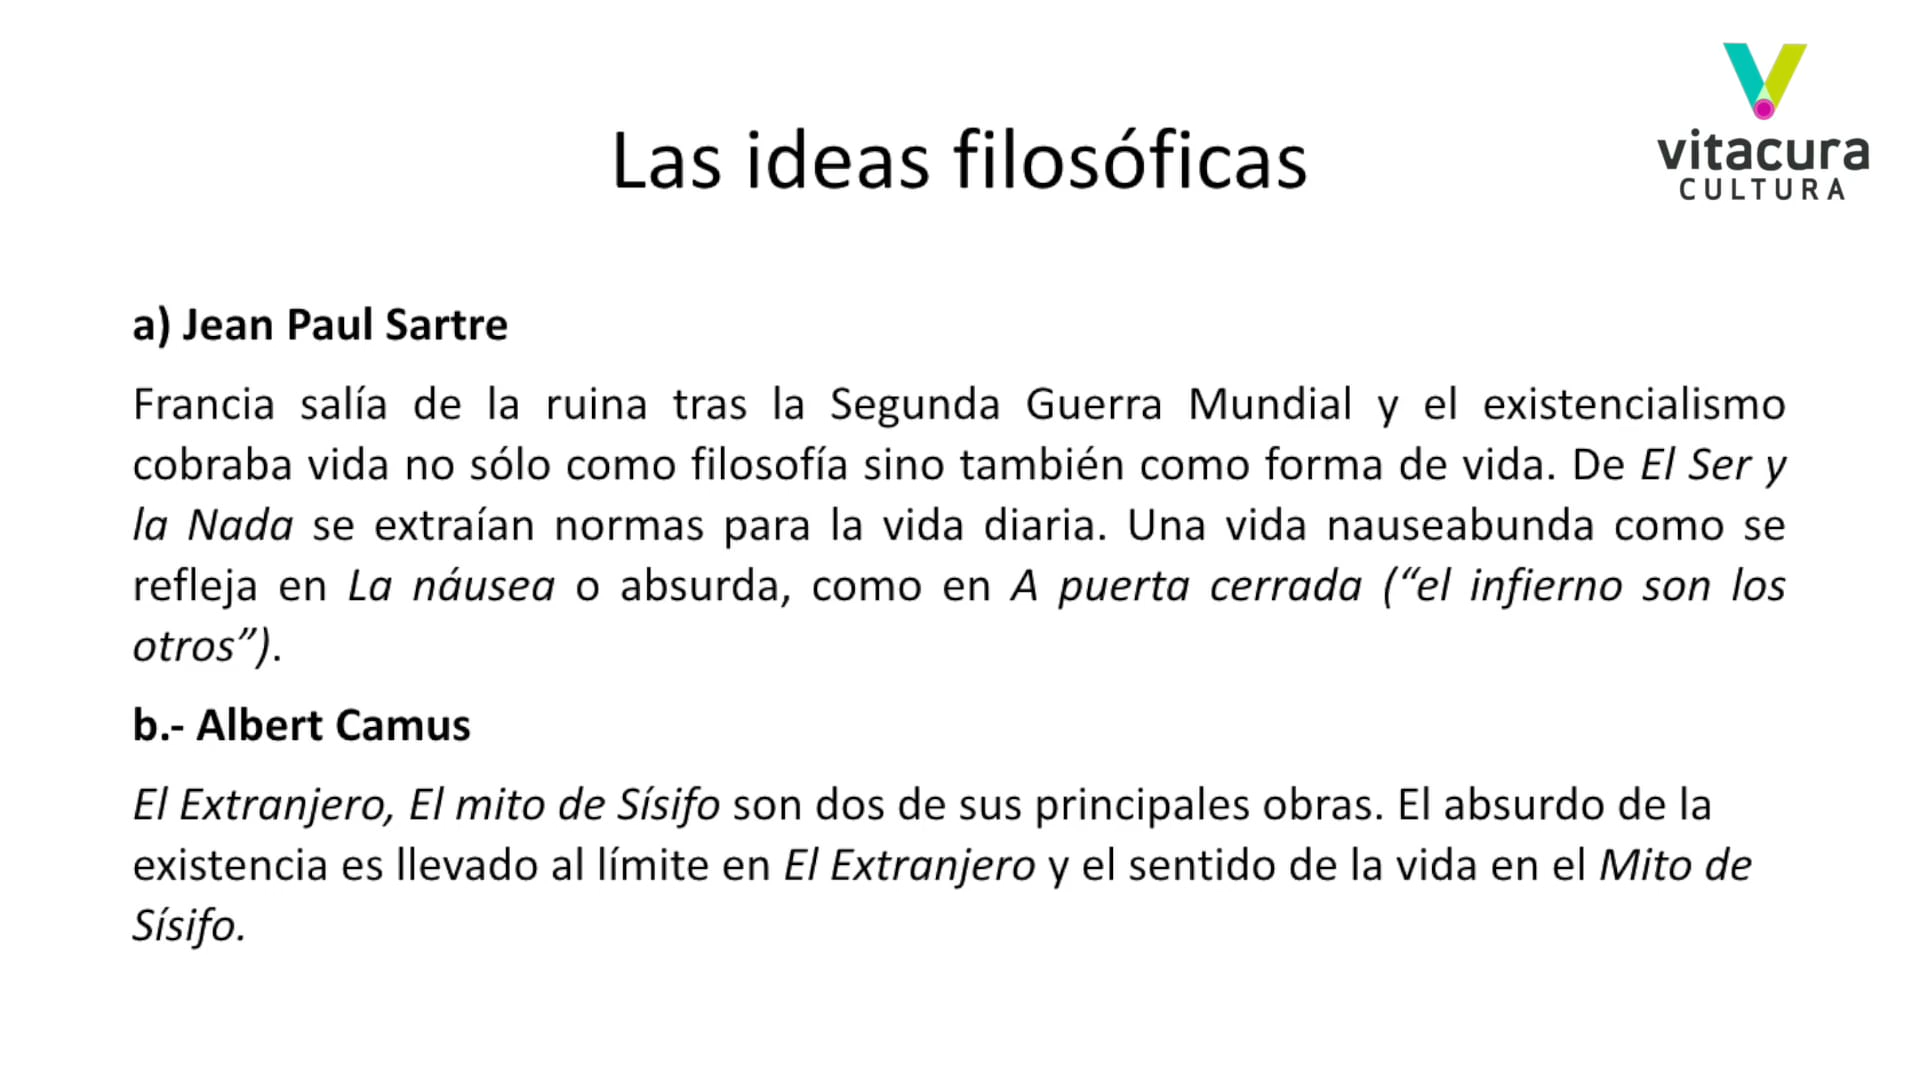 vitacura
CULTURA
Las ideas filosóficas
a) Jean Paul Sartre
Francia salía de la ruina tras la Segunda Guerra Mundial y el existencialismo
cobraba vida no sólo como filosofía sino también como forma de vida. De El Ser y
la Nada se extraían normas para la vida diaria. Una vida nauseabunda como se
refleja en La náusea o absurda, como en A puerta cerrada (“el infierno son los
otros”).
b.- Albert Camus
El Extranjero, El mito de Sísifo son dos de sus principales obras. El absurdo de la
existencia es llevado al límite en El Extranjero y el sentido de la vida en el Mito de
Sísifo.